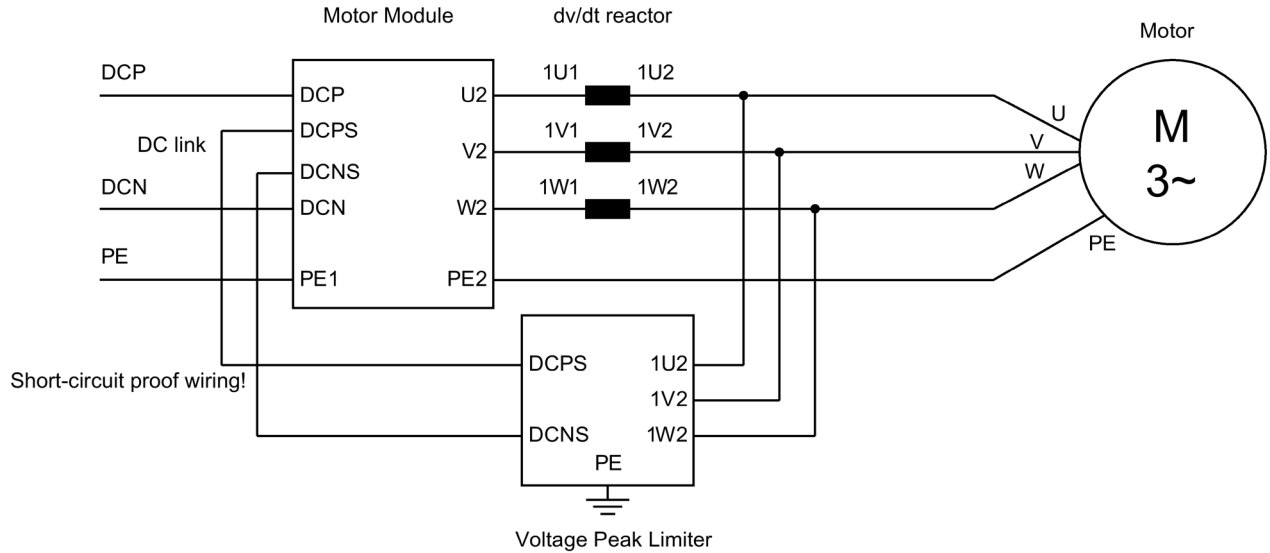 Motor Module
dv/dt reactor
Motor
DCP
DCP
U2
1U1
1U2
U
M
3~
DCPS
DC link
V2
1V1
1V2
V
DCNS
DCN
DCN
W2
1W1
1W2
W
PE
PE1
PE2
PE
Short-circuit proof wiring!
DCPS
1U2
1V2
DCNS
1W2
PE
Voltage Peak Limiter